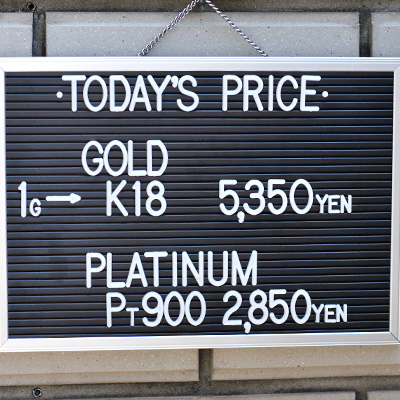 ·TODAY'S PRICE·
GOLD
1G→ K18 5,350YEN
PLATINUM
PT900 2,850YEN